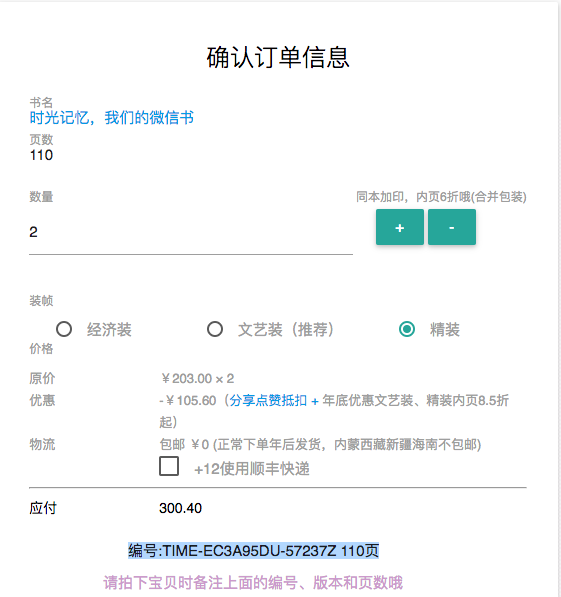 确认订单信息
书名
时光记忆，我们的微信书
页数
110
数量
同本加印，内页6折哦(合并包装)
2
+ -
装帧
经济装 文艺装（推荐） 精装
价格
原价 ￥203.00 × 2
优惠 -￥105.60（分享点赞抵扣 + 年底优惠文艺装、精装内页8.5折
起）
物流 包邮 ￥0 (正常下单年后发货，内蒙西藏新疆海南不包邮)
+12使用顺丰快递
应付 300.40
编号:TIME-EC3A95DU-57237Z 110页
请拍下宝贝时备注上面的编号、版本和页数哦